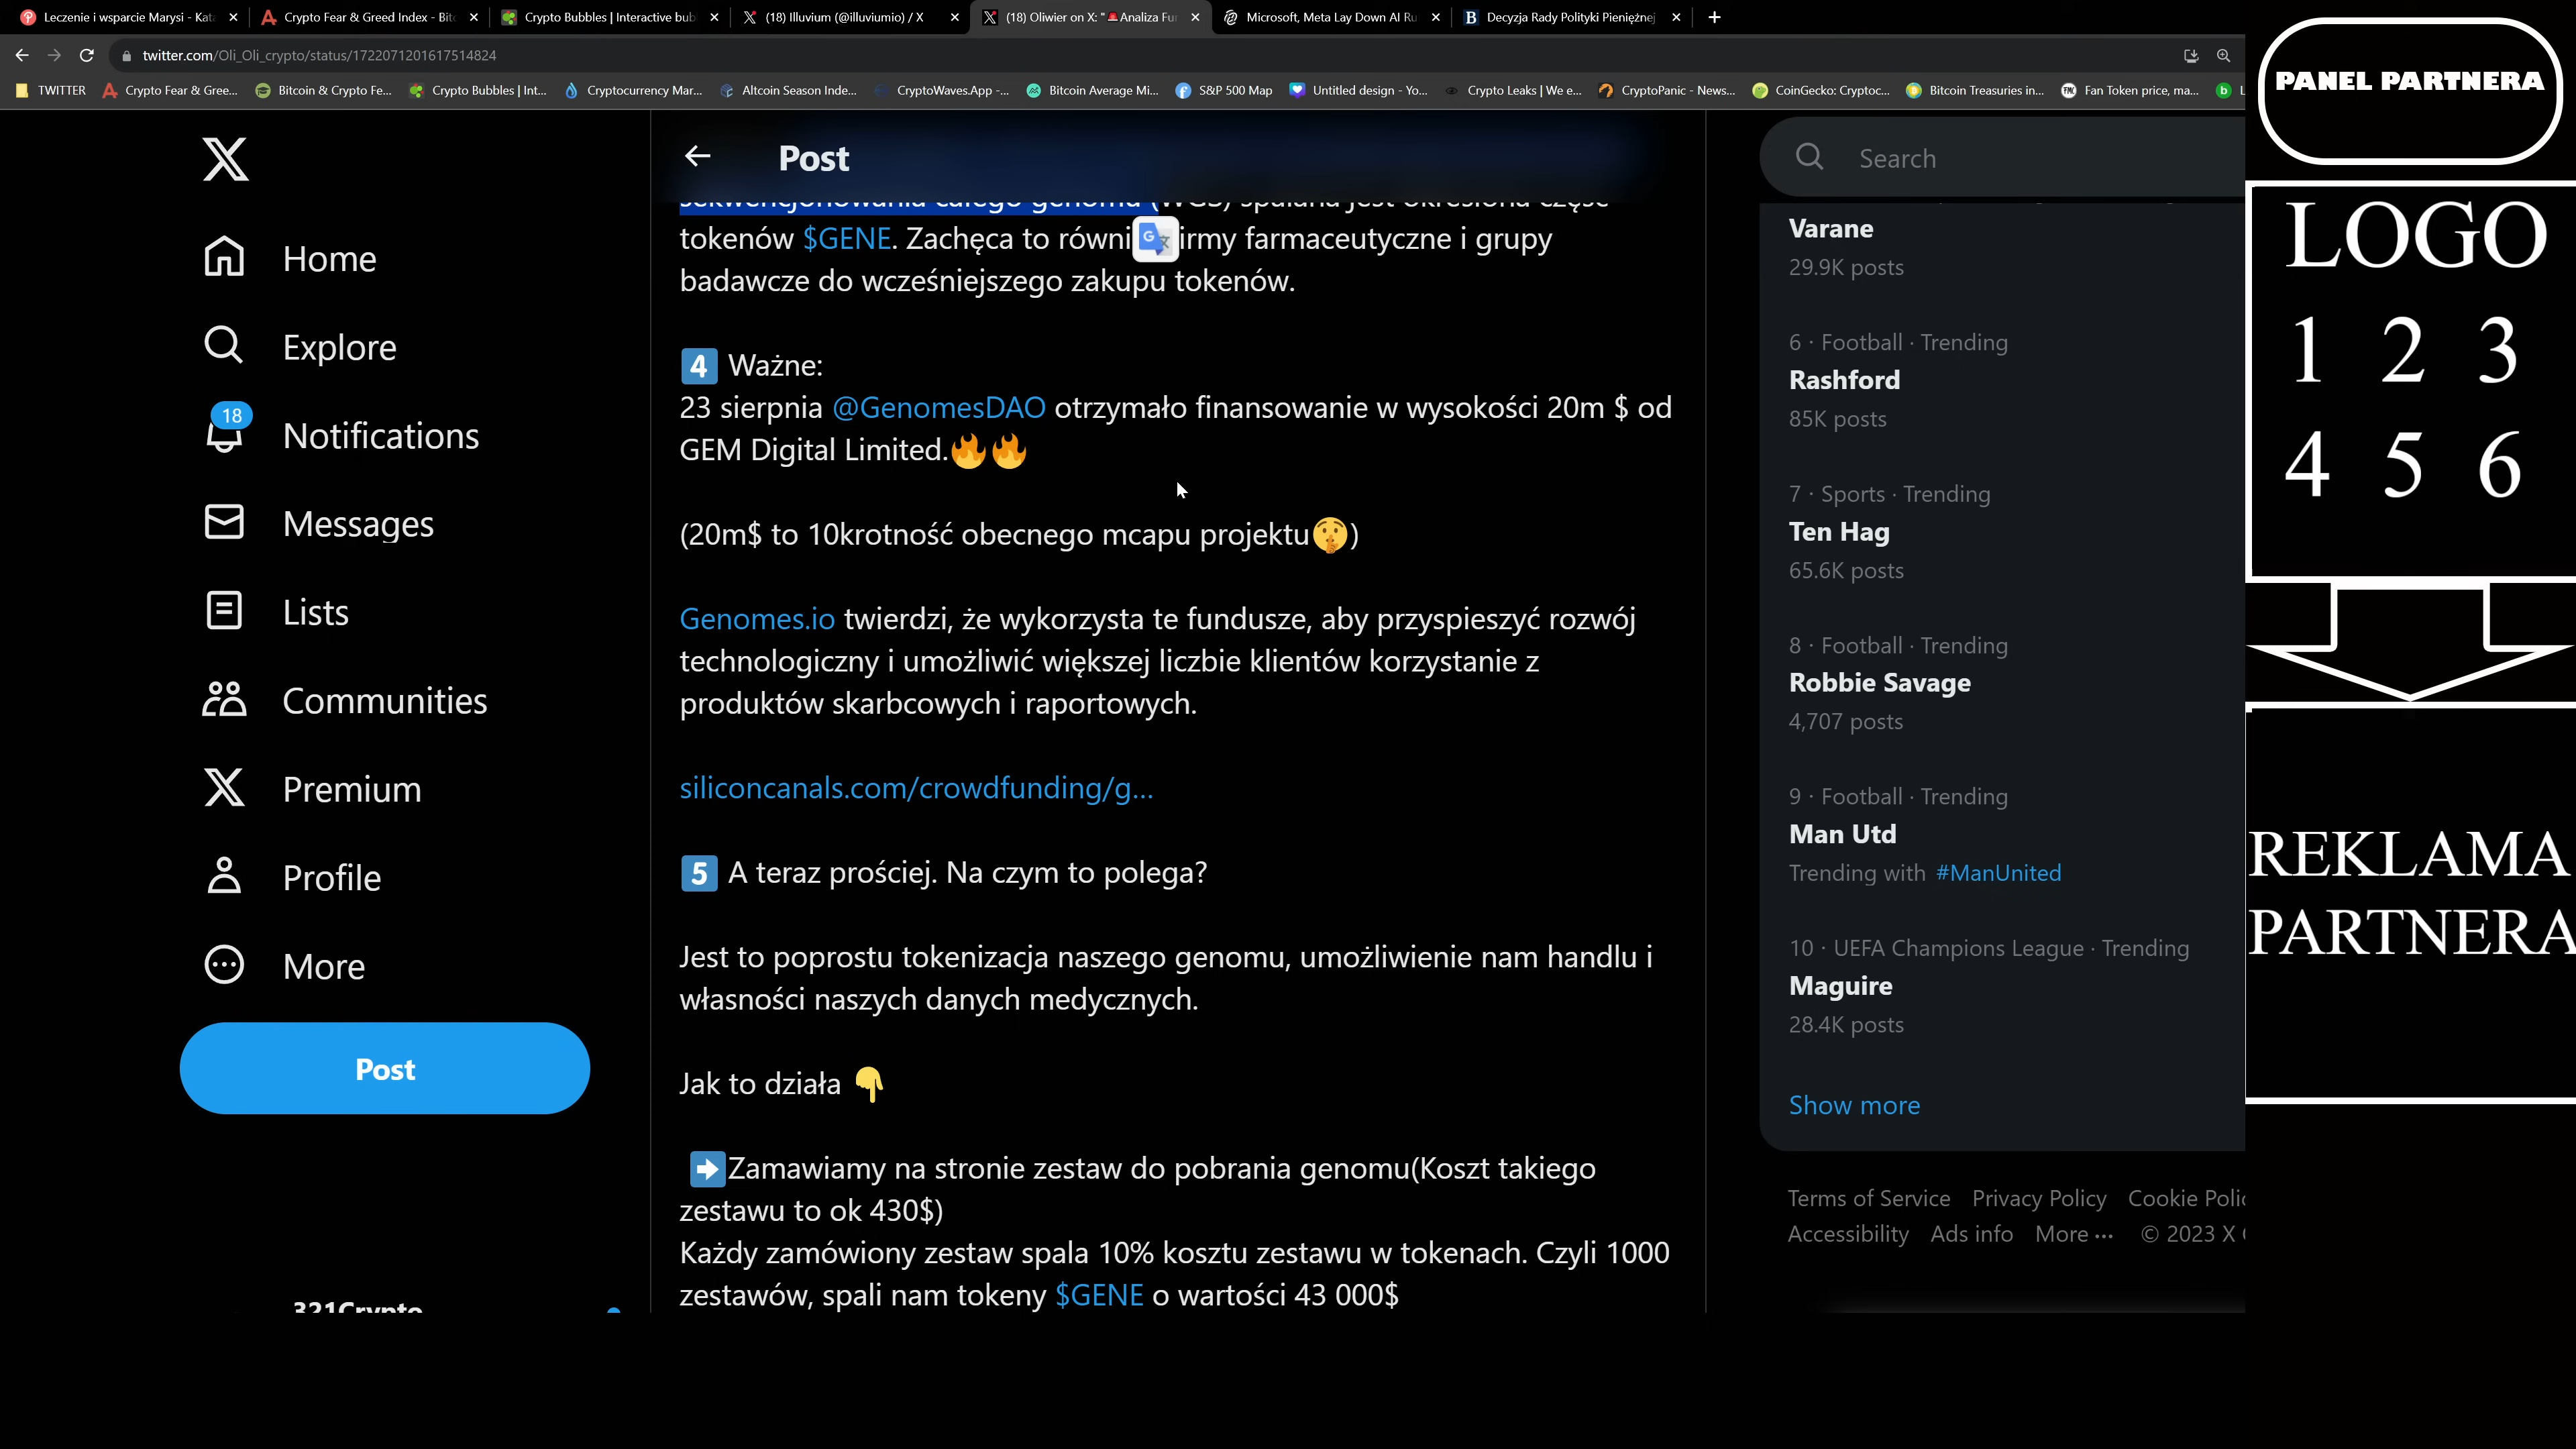 Leczenie i wsparcie Marysi - Kata
Crypto Fear & Greed Index - Bit
Crypto Bubbles | Interactive bub
(18) Illuvium (@illuviumio) / X
(18) Oliwier on X: "🚨Analiza Fu
Microsoft, Meta Lay Down AI Ru
Decyzja Rady Polityki Pieniężnej
twitter.com/Oli_Oli_crypto/status/1722071201617514824
TWITTER
Crypto Fear & Gree...
Bitcoin & Crypto Fe...
Crypto Bubbles | Int...
Cryptocurrency Mar...
Altcoin Season Inde...
CryptoWaves.App -...
Bitcoin Average Mi...
S&P 500 Map
Untitled design - Yo...
Crypto Leaks | We e...
CryptoPanic - News...
CoinGecko: Cryptoc...
Bitcoin Treasuries in...
Fan Token price, ma...
Home
Explore
18
Notifications
Messages
Lists
Communities
Premium
Profile
More
Post
321Crypto
Post
sekwencjonowania całego genomu (WGS) spalana jest określona część
tokenów $GENE. Zachęca to równi irmy farmaceutyczne i grupy
badawcze do wcześniejszego zakupu tokenów.
4 Ważne:
23 sierpnia @GenomesDAO otrzymało finansowanie w wysokości 20m $ od
GEM Digital Limited.🔥🔥
(20m$ to 10krotność obecnego mcapu projektu🤫)
Genomes.io twierdzi, że wykorzysta te fundusze, aby przyspieszyć rozwój
technologiczny i umożliwić większej liczbie klientów korzystanie z
produktów skarbcowych i raportowych.
siliconcanals.com/crowdfunding/g...
5 A teraz prościej. Na czym to polega?
Jest to poprostu tokenizacja naszego genomu, umożliwienie nam handlu i
własności naszych danych medycznych.
Jak to działa 👇
➡Zamawiamy na stronie zestaw do pobrania genomu(Koszt takiego
zestawu to ok 430$)
Każdy zamówiony zestaw spala 10% kosztu zestawu w tokenach. Czyli 1000
zestawów, spali nam tokeny $GENE o wartości 43 000$
Search
Varane
29.9K posts
6 · Football · Trending
Rashford
85K posts
7 · Sports · Trending
Ten Hag
65.6K posts
8 · Football · Trending
Robbie Savage
4,707 posts
9 · Football · Trending
Man Utd
Trending with #ManUnited
10 · UEFA Champions League · Trending
Maguire
28.4K posts
Show more
Terms of Service Privacy Policy Cookie Polic
Accessibility Ads info More ··· © 2023 X
PANEL PARTNERA
LOGO
1 2 3
4 5 6
REKLAMA
PARTNERA